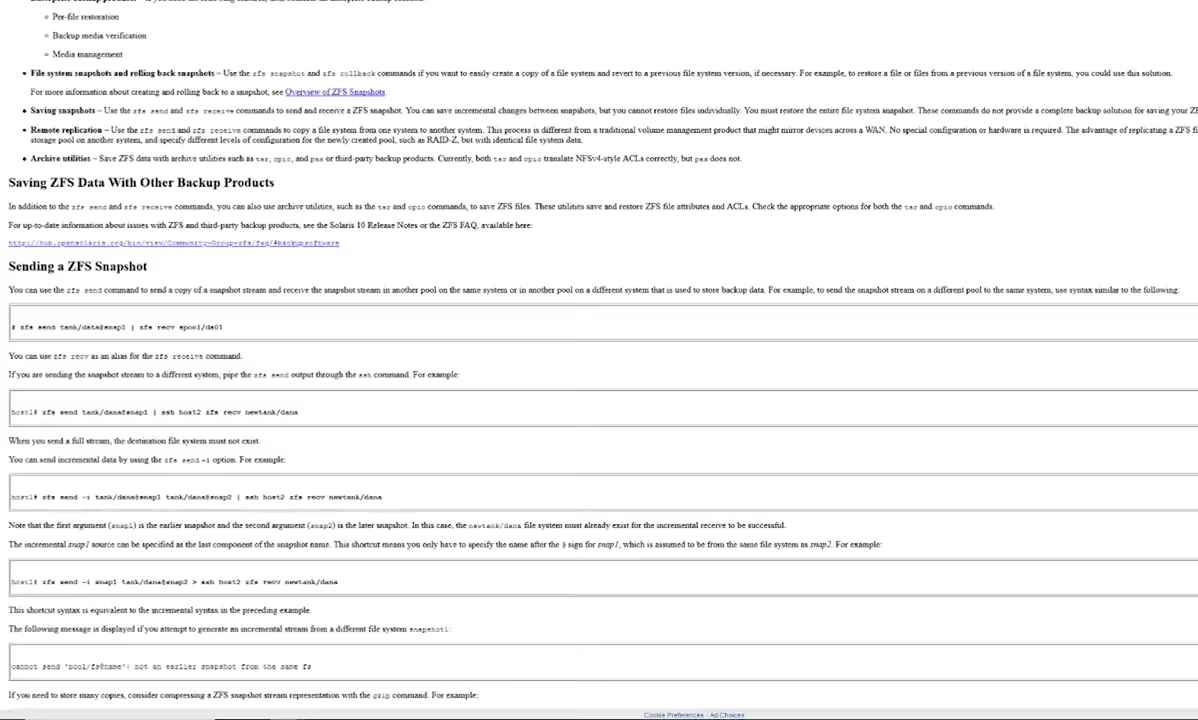 Per-file restoration
Backup media verification
Media management
File system snapshots and rolling back snapshots – Use the zfs snapshot and zfs rollback commands if you want to easily create a copy of a file system and revert to a previous file system version, if necessary. For example, to restore a file or files from a previous version of a file system, you could use this solution.
For more information about creating and rolling back to a snapshot, see Overview of ZFS Snapshots.
Saving snapshots – Use the zfs send and zfs receive commands to send and receive a ZFS snapshot. You can save incremental changes between snapshots, but you cannot restore files individually. You must restore the entire file system snapshot. These commands do not provide a complete backup solution for saving your
Remote replication – Use the zfs send and zfs receive commands to copy a file system from one system to another system. This process is different from a traditional volume management product that might mirror devices across a WAN. No special configuration or hardware is required. The advantage of replicating a ZFS
storage pool on another system, and specify different levels of configuration for the newly created pool, such as RAID-Z, but with identical file system data.
Archive utilities – Save ZFS data with archive utilities such as tar, cpio, and pax or third-party backup products. Currently, both tar and cpio translate NFSv4-style ACLs correctly, but pax does not.
Saving ZFS Data With Other Backup Products
In addition to the zfs send and zfs receive commands, you can also use archive utilities, such as the tar and cpio commands, to save ZFS files. These utilities save and restore ZFS file attributes and ACLs. Check the appropriate options for both the tar and cpio commands.
For up-to-date information about issues with ZFS and third-party backup products, see the Solaris 10 Release Notes or the ZFS FAQ, available here:
http://hub.opensolaris.org/bin/view/Community+Group+zfs/faq/#backupsoftware
Sending a ZFS Snapshot
You can use the zfs send command to send a copy of a snapshot stream and receive the snapshot stream in another pool on the same system or in another pool on a different system that is used to store backup data. For example, to send the snapshot stream on a different pool to the same system, use syntax similar to the following:
# zfs send tank/data@snap1 | zfs recv spool/ds01
You can use zfs recv as an alias for the zfs receive command.
If you are sending the snapshot stream to a different system, pipe the zfs send output through the ssh command. For example:
host1# zfs send tank/dana@snap1 | ssh host2 zfs recv newtank/dana
When you send a full stream, the destination file system must not exist.
You can send incremental data by using the zfs send -i option. For example:
host1# zfs send -i tank/dana@snap1 tank/dana@snap2 | ssh host2 zfs recv newtank/dana
Note that the first argument (snap1) is the earlier snapshot and the second argument (snap2) is the later snapshot. In this case, the newtank/dana file system must already exist for the incremental receive to be successful.
The incremental snap1 source can be specified as the last component of the snapshot name. This shortcut means you only have to specify the name after the @ sign for snap1, which is assumed to be from the same file system as snap2. For example:
host1# zfs send -i snap1 tank/dana@snap2 > ssh host2 zfs recv newtank/dana
This shortcut syntax is equivalent to the incremental syntax in the preceding example.
The following message is displayed if you attempt to generate an incremental stream from a different file system snapshot1:
cannot send 'pool/fs@name': not an earlier snapshot from the same fs
If you need to store many copies, consider compressing a ZFS snapshot stream representation with the gzip command. For example:
Cookie Preferences | Ad Choices